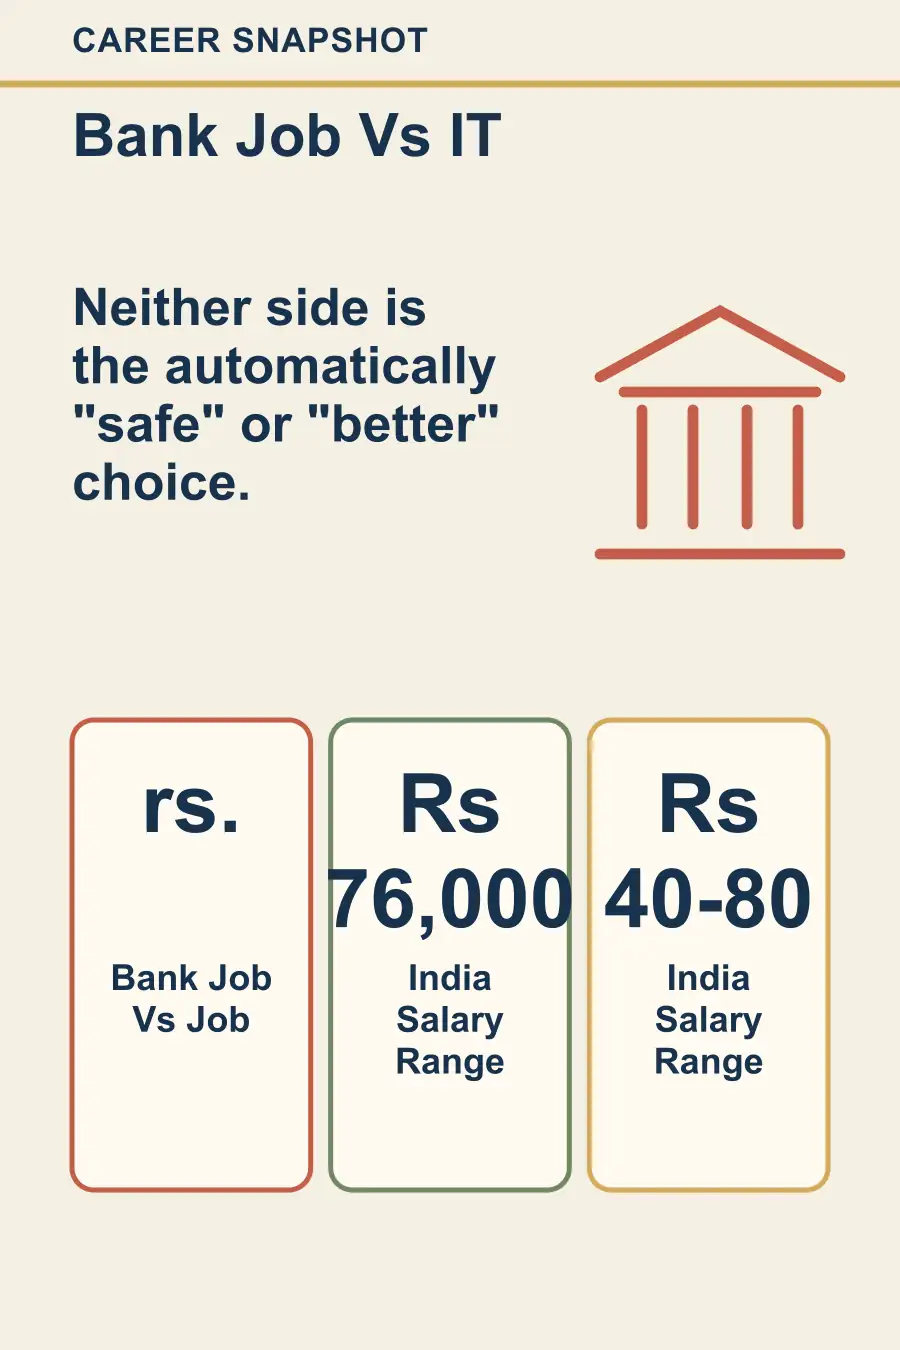 CAREER SNAPSHOT
Bank Job Vs IT
Neither side is
the automatically
"safe" or "better"
choice.
rs.
Bank Job
Vs Job
Rs
76,000
India
Salary
Range
Rs
40-80
India
Salary
Range